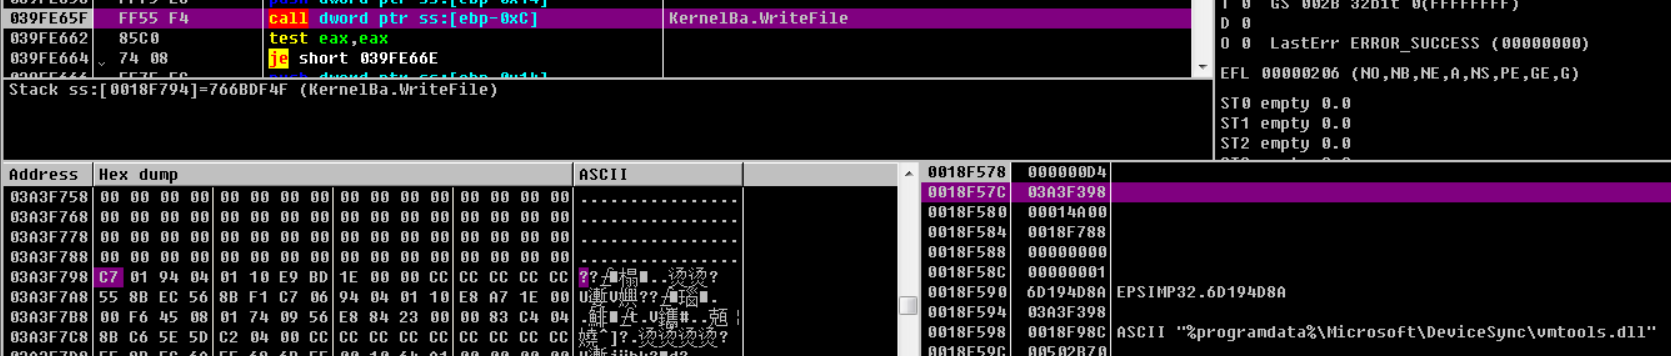 039FE65F FF55 F4 call dword ptr ss:[ebp-0xC] KernelBa.WriteFile
039FE662 85C0 test eax,eax
039FE664 74 08 je short 039FE66E
Stack ss:[0018F794]=766BDF4F (KernelBa.WriteFile)
T 0 GS 002B 32bit 0(FFFFFFFF)
D 0
O 0 LastErr ERROR_SUCCESS (00000000)
EFL 00000206 (NO,NB,NE,A,NS,PE,GE,G)
ST0 empty 0.0
ST1 empty 0.0
ST2 empty 0.0
Address Hex dump ASCII
03A3F758 00 00 00 00 00 00 00 00 00 00 00 00 00 00 00 00 ................
03A3F768 00 00 00 00 00 00 00 00 00 00 00 00 00 00 00 00 ................
03A3F778 00 00 00 00 00 00 00 00 00 00 00 00 00 00 00 00 ................
03A3F788 00 00 00 00 00 00 00 00 00 00 00 00 00 00 00 00 ................
03A3F798 C7 01 94 04 01 10 E9 BD 1E 00 00 CC CC CC CC CC
03A3F7A8 55 8B EC 56 8B F1 C7 06 94 04 01 10 E8 A7 1E 00
03A3F7B8 00 F6 45 08 01 74 09 56 E8 84 23 00 00 83 C4 04
03A3F7C8 8B C6 5E 5D C2 04 00 CC CC CC CC CC CC CC CC CC
0018F578 000000D4
0018F57C 03A3F398
0018F580 00014A00
0018F584 0018F788
0018F588 00000000
0018F58C 00000001
0018F590 6D194D8A EPSIMP32.6D194D8A
0018F594 03A3F398
0018F598 0018F98C ASCII "%programdata%\Microsoft\DeviceSync\vmtools.dll"
0018F59C 00502B70